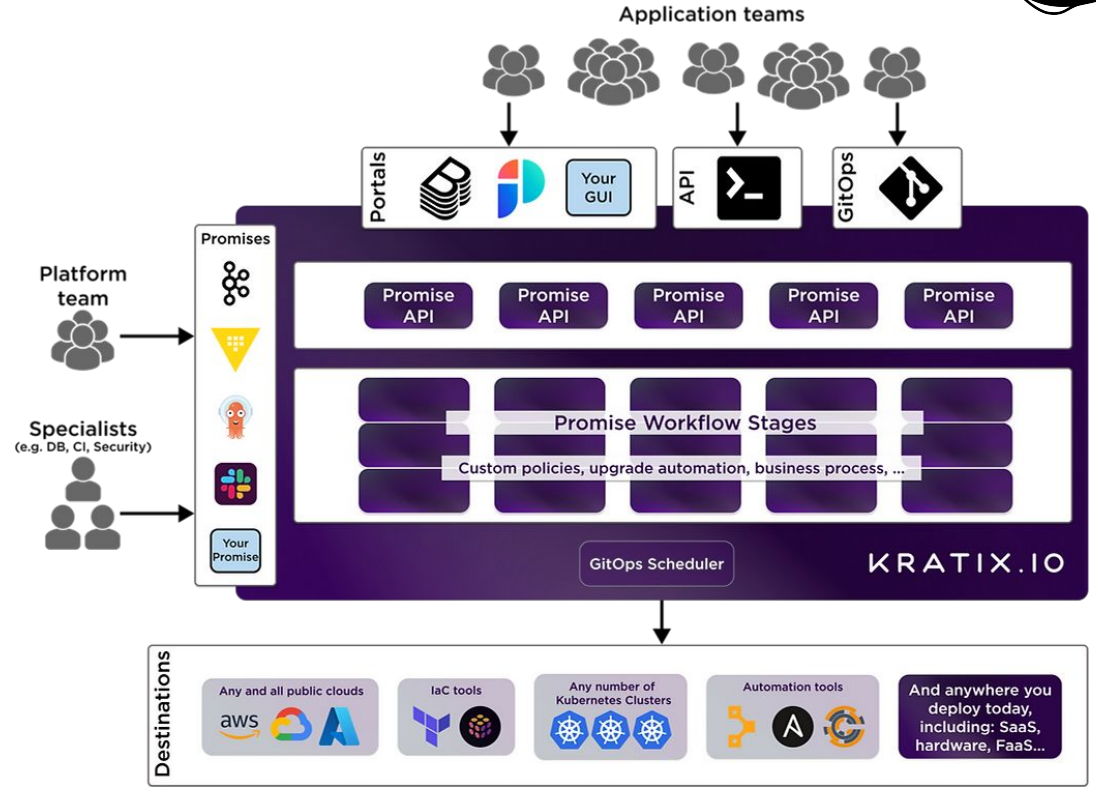 Application teams
Portals
Your
GUI
API
GitOps
Promises
Platform
team
Specialists
(e.g. DB, CI, Security)
Your
Promise
Promise
API
Promise
API
Promise
API
Promise
API
Promise
API
Promise Workflow Stages
Custom policies, upgrade automation, business process, ...
GitOps Scheduler
KRATIX.IO
Destinations
Any and all public clouds
aws
IaC tools
Any number of
Kubernetes Clusters
Automation tools
And anywhere you
deploy today,
including: SaaS,
hardware, FaaS...